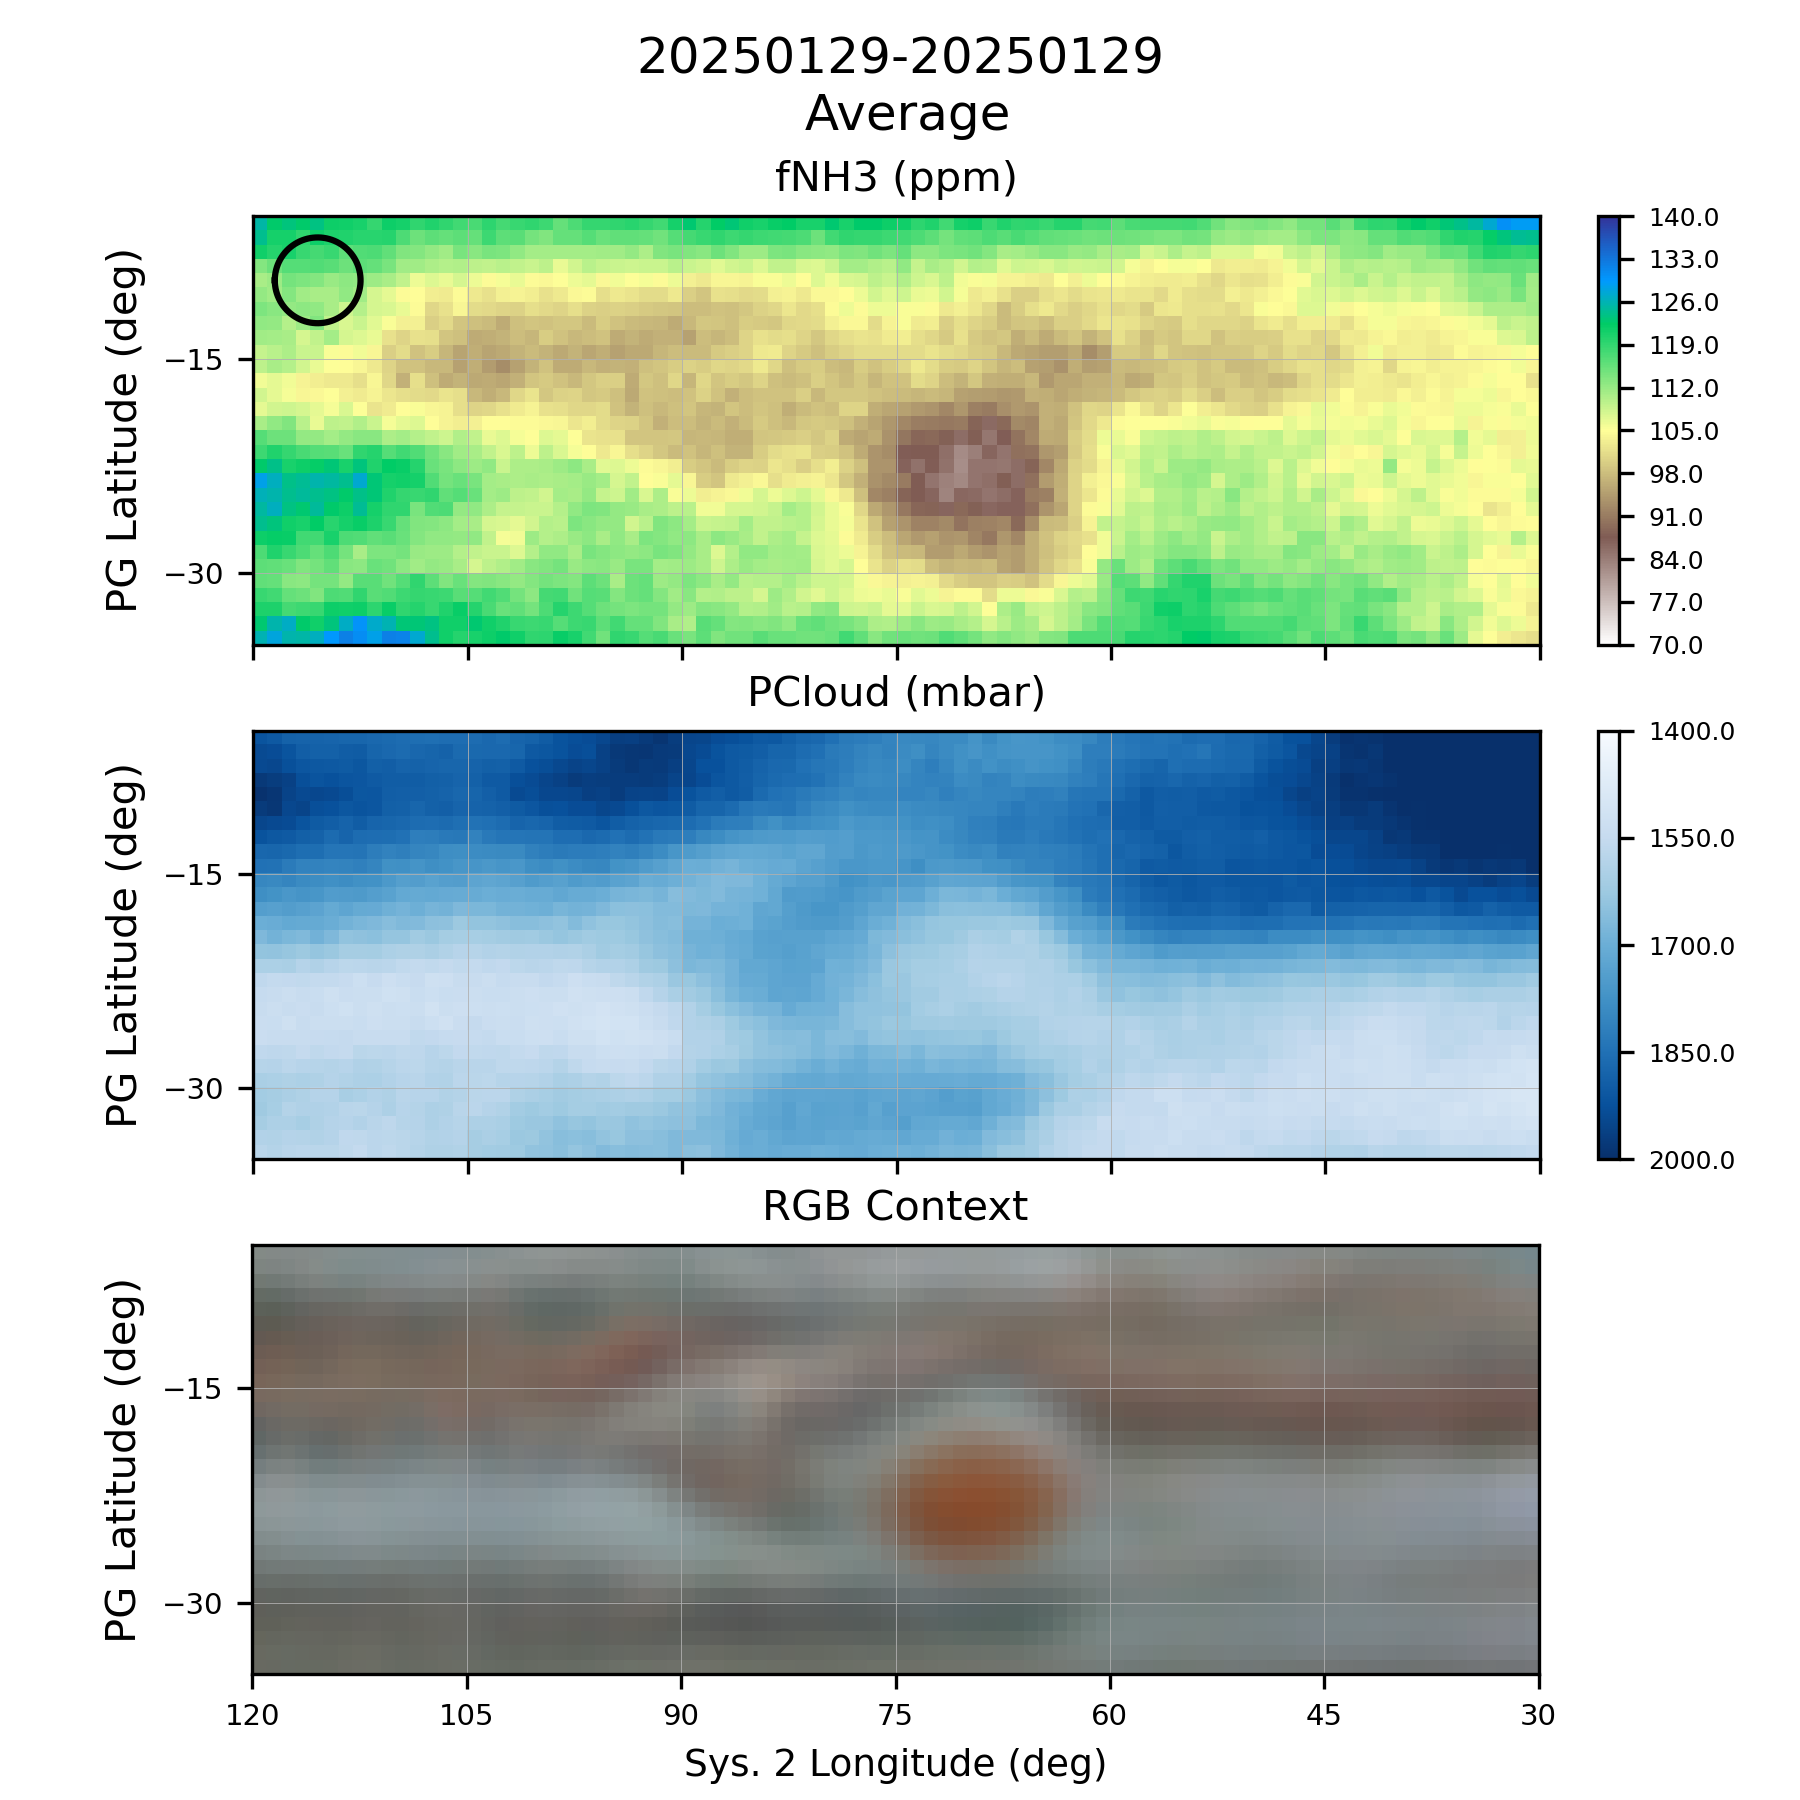 20250129-20250129
Average
fNH3 (ppm)
PG Latitude (deg)
−15
−30
140.0
133.0
126.0
119.0
112.0
105.0
98.0
91.0
84.0
77.0
70.0
PCloud (mbar)
PG Latitude (deg)
−15
−30
1400.0
1550.0
1700.0
1850.0
2000.0
RGB Context
PG Latitude (deg)
−15
−30
120 105 90 75 60 45 30
Sys. 2 Longitude (deg)